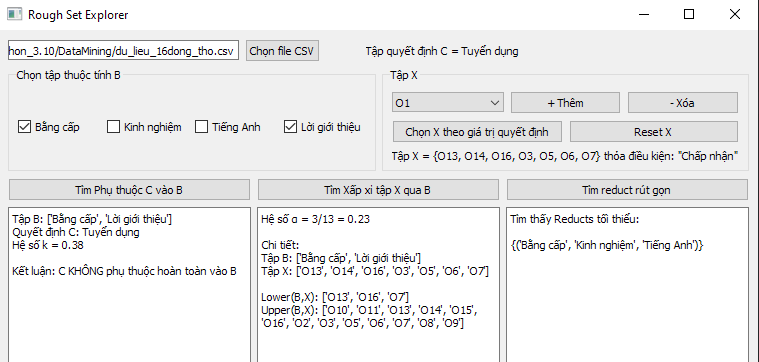 Rough Set Explorer
hon_3.10/DataMining/du_lieu_16dong_tho.csv
Chọn file CSV
Tập quyết định C = Tuyển dụng
Chọn tập thuộc tính B
Tập X
Bằng cấp
Kinh nghiệm
Tiếng Anh
Lời giới thiệu
O1
+ Thêm
- Xóa
Chọn X theo giá trị quyết định
Reset X
Tập X = {O13, O14, O16, O3, O5, O6, O7} thỏa điều kiện: "Chấp nhận"
Tìm Phụ thuộc C vào B
Tìm Xấp xỉ tập X qua B
Tìm reduct rút gọn
Tập B: ['Bằng cấp', 'Lời giới thiệu']
Quyết định C: Tuyển dụng
Hệ số k = 0.38
Kết luận: C KHÔNG phụ thuộc hoàn toàn vào B
Hệ số α = 3/13 = 0.23
Chi tiết:
Tập B: ['Bằng cấp', 'Lời giới thiệu']
Tập X: ['O13', 'O14', 'O16', 'O3', 'O5', 'O6', 'O7']
Lower(B,X): ['O13', 'O16', 'O7']
Upper(B,X): ['O10', 'O11', 'O13', 'O14', 'O15',
'O16', 'O2', 'O3', 'O5', 'O6', 'O7', 'O8', 'O9']
Tìm thấy Reducts tối thiểu:
{('Bằng cấp', 'Kinh nghiệm', 'Tiếng Anh')}